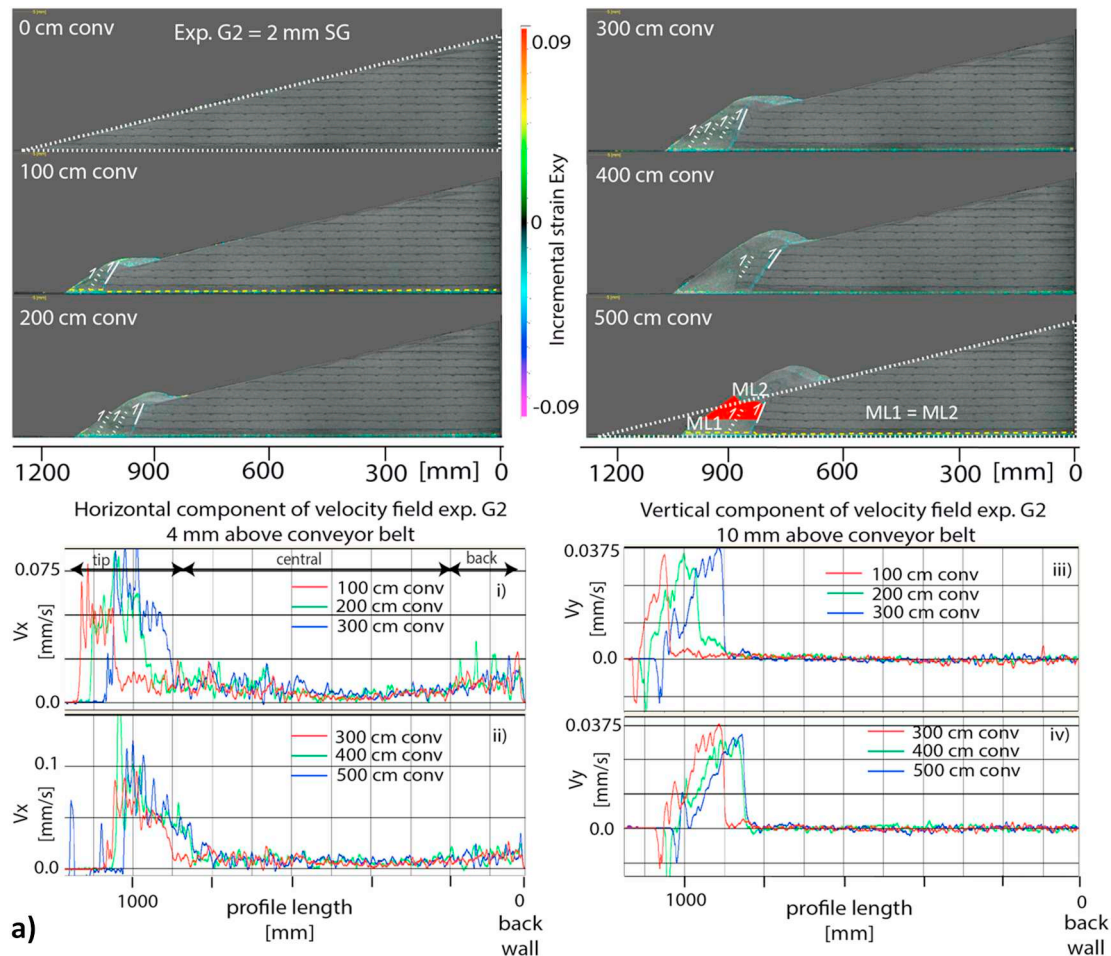 0 cm conv
Exp. G2 = 2 mm SG
100 cm conv
200 cm conv
1200 900 600 300 [mm] 0
0.09
0
-0.09
Incremental strain Exy
300 cm conv
400 cm conv
500 cm conv
ML2
ML1
ML1 = ML2
1200 900 600 300 [mm] 0
Horizontal component of velocity field exp. G2
4 mm above conveyor belt
tip central back
0.075
Vx
[mm/s]
0.0
100 cm conv
200 cm conv
300 cm conv
i)
ii)
0.1
Vx
[mm/s]
0.0
300 cm conv
400 cm conv
500 cm conv
1000 profile length 0
[mm] back
wall
Vertical component of velocity field exp. G2
10 mm above conveyor belt
0.0375
Vy
[mm/s]
0.0
100 cm conv
200 cm conv
300 cm conv
iii)
0.0375
Vy
[mm/s]
0.0
300 cm conv
400 cm conv
500 cm conv
iv)
1000 profile length 0
[mm] back
wall
a)